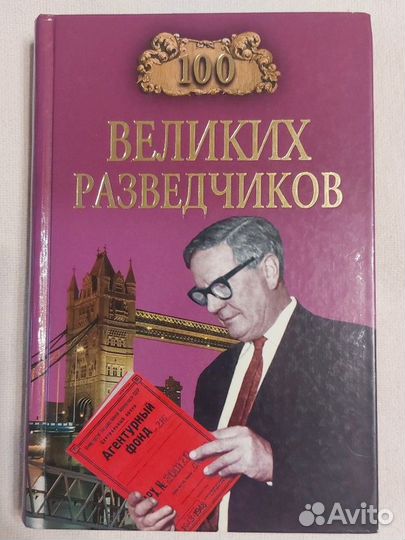 100
ВЕЛИКИХ
РАЗВЕДЧИКОВ
Агентурный
фонд
Avito